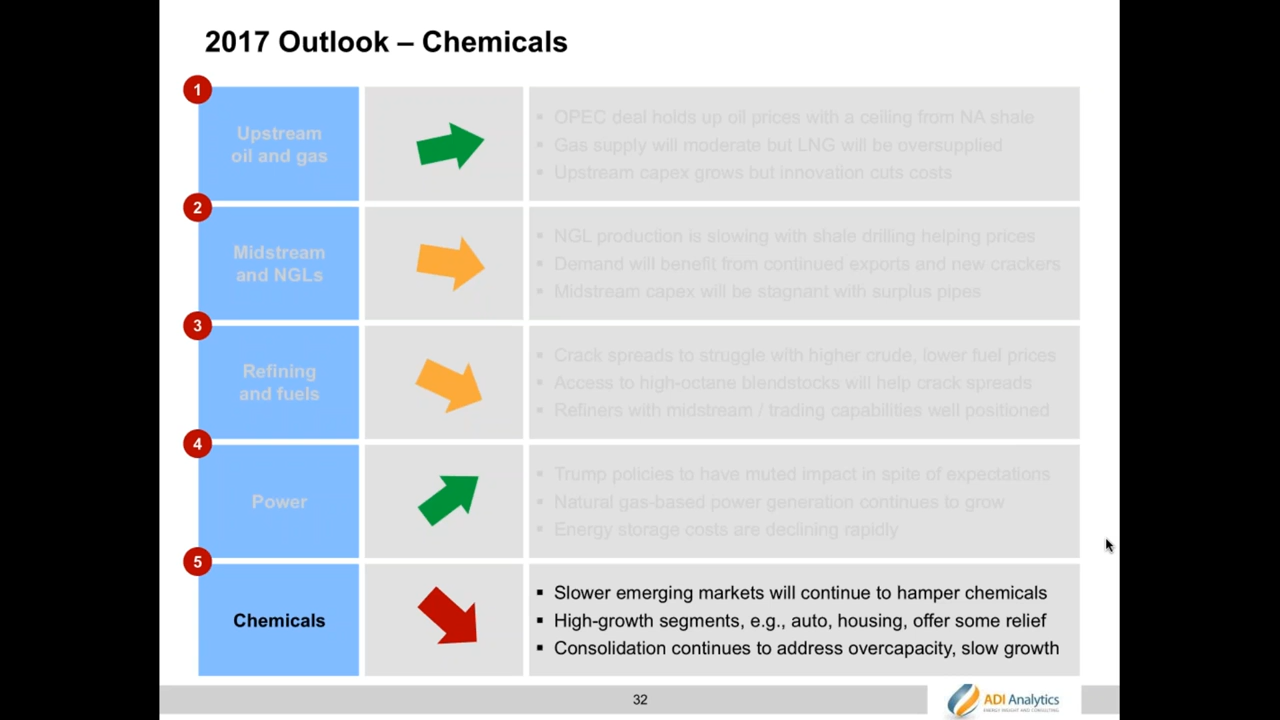 2017 Outlook – Chemicals
1
Upstream
oil and gas
▪ OPEC deal holds up oil prices with a ceiling from NA shale
▪ Gas supply will moderate but LNG will be oversupplied
▪ Upstream capex grows but innovation cuts costs
2
Midstream
and NGLs
▪ NGL production is slowing with shale drilling helping prices
▪ Demand will benefit from continued exports and new crackers
▪ Midstream capex will be stagnant with surplus pipes
3
Refining
and fuels
▪ Crack spreads to struggle with higher crude, lower fuel prices
▪ Access to high-octane blendstocks will help crack spreads
▪ Refiners with midstream / trading capabilities well positioned
4
Power
▪ Trump policies to have muted impact in spite of expectations
▪ Natural gas-based power generation continues to grow
▪ Energy storage costs are declining rapidly
5
Chemicals
▪ Slower emerging markets will continue to hamper chemicals
▪ High-growth segments, e.g., auto, housing, offer some relief
▪ Consolidation continues to address overcapacity, slow growth
32
ADI Analytics
ENERGY INSIGHT AND CONSULTING